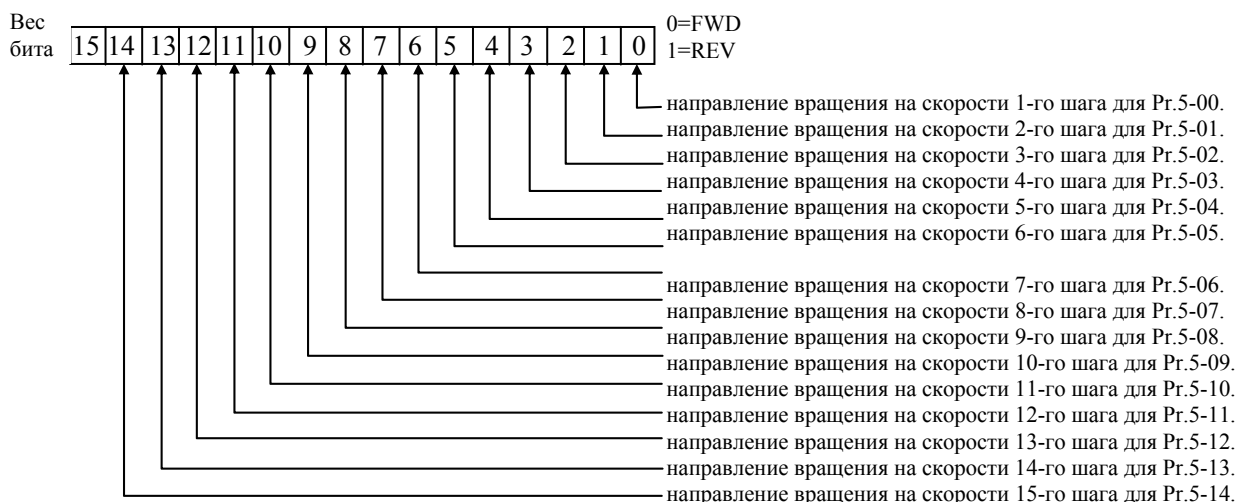 Вес
бита
15 14 13 12 11 10 9 8 7 6 5 4 3 2 1 0
0=FWD
1=REV
направление вращения на скорости 1-го шага для Pr.5-00.
направление вращения на скорости 2-го шага для Pr.5-01.
направление вращения на скорости 3-го шага для Pr.5-02.
направление вращения на скорости 4-го шага для Pr.5-03.
направление вращения на скорости 5-го шага для Pr.5-04.
направление вращения на скорости 6-го шага для Pr.5-05.
направление вращения на скорости 7-го шага для Pr.5-06.
направление вращения на скорости 8-го шага для Pr.5-07.
направление вращения на скорости 9-го шага для Pr.5-08.
направление вращения на скорости 10-го шага для Pr.5-09.
направление вращения на скорости 11-го шага для Pr.5-10.
направление вращения на скорости 12-го шага для Pr.5-11.
направление вращения на скорости 13-го шага для Pr.5-12.
направление вращения на скорости 14-го шага для Pr.5-13.
направление вращения на скорости 15-го шага для Pr.5-14.